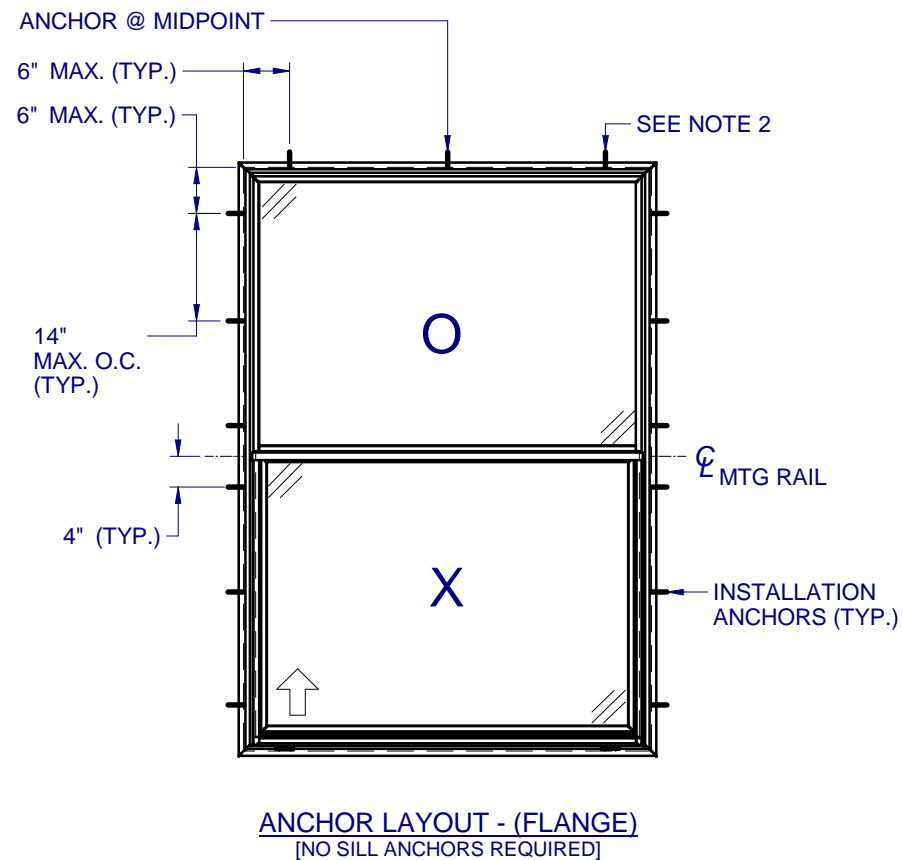 ANCHOR @ MIDPOINT
6" MAX. (TYP.)
6" MAX. (TYP.)
SEE NOTE 2
14"
MAX. O.C.
(TYP.)
O
℄ MTG RAIL
4" (TYP.)
X
INSTALLATION
ANCHORS (TYP.)
ANCHOR LAYOUT - (FLANGE)
[NO SILL ANCHORS REQUIRED]